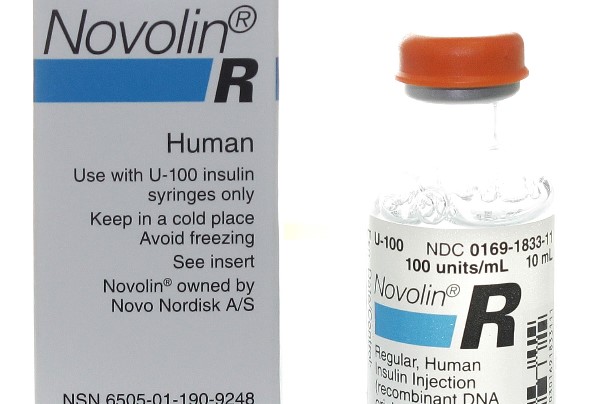 Novolin®
R
Human
Use with U-100 insulin
syringes only
Keep in a cold place
Avoid freezing
See insert
Novolin® owned by
Novo Nordisk A/S
NSN 6505-01-190-9248
U-100 NDC 0169-1833-11
100 units/mL 10 mL
Novolin®
R
Regular, Human
Insulin Injection
(recombinant DNA